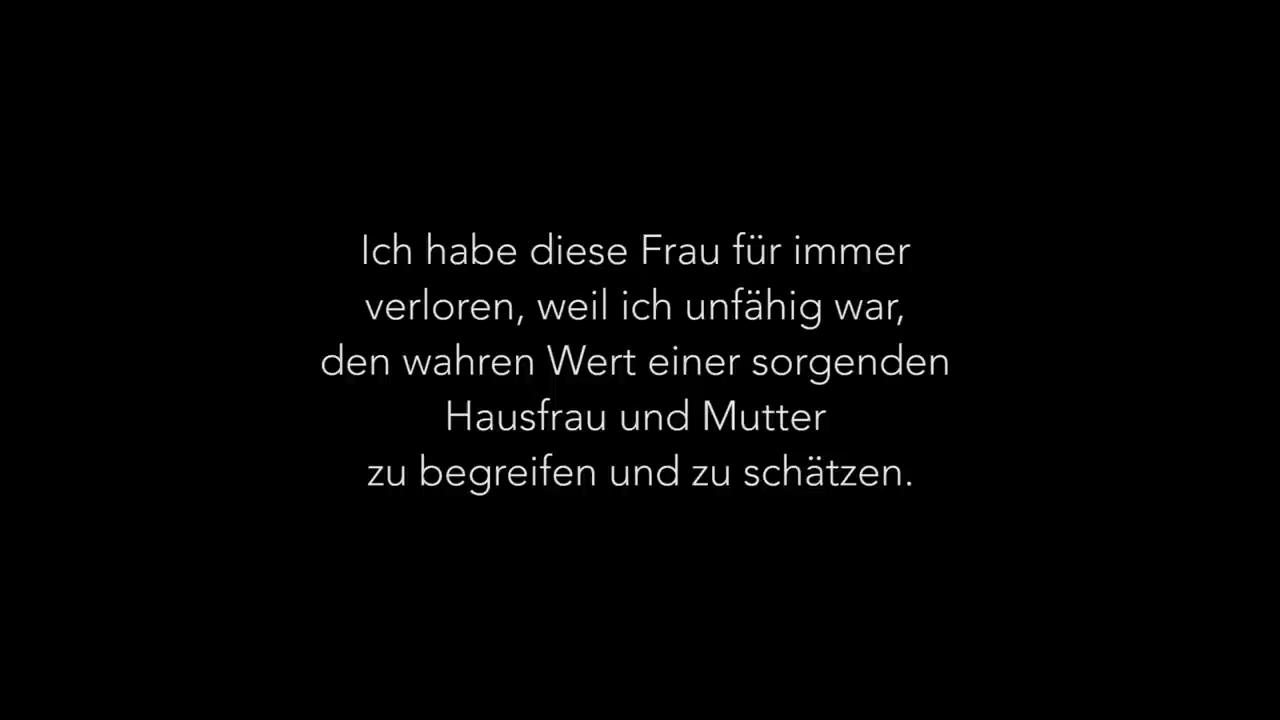 Ich habe diese Frau für immer
verloren, weil ich unfähig war,
den wahren Wert einer sorgenden
Hausfrau und Mutter
zu begreifen und zu schätzen.